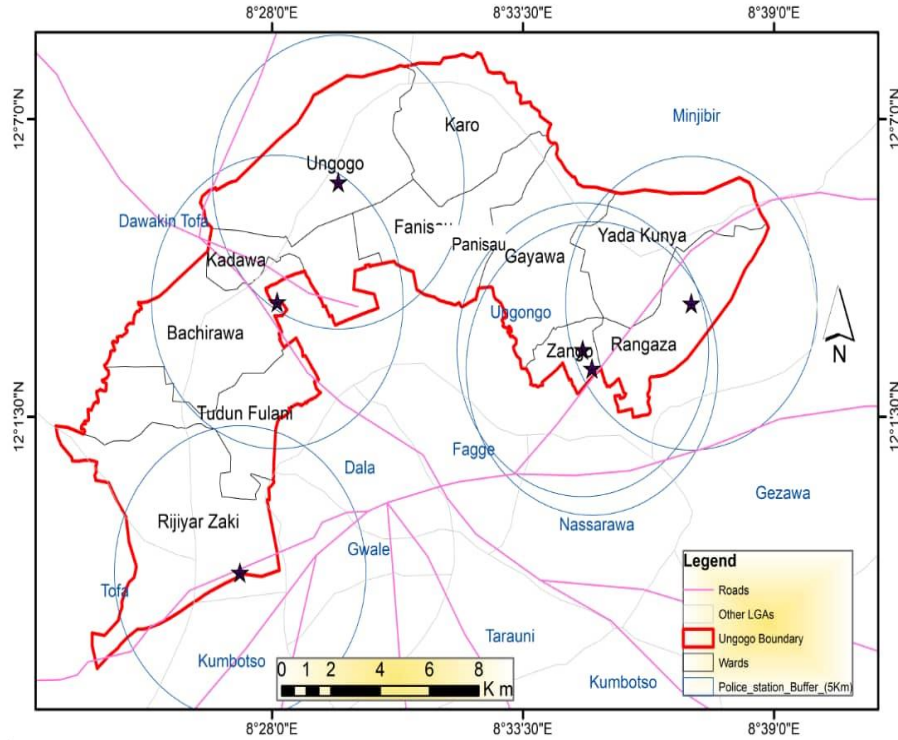 8°28'0"E
8°33'30"E
8°39'0"E
12°7'0"N
12°7'0"N
Minjibir
Karo
Ungogo
Dawakin Tofa
Panisau
Yada Kunya
Gayawa
Kadawa
Ungongo
Bachirawa
Zango
Rangaza
N
12°1'30"N
12°1'30"N
Tudun Fulani
Fagge
Dala
Gezawa
Rijiyar Zaki
Nassarawa
Gwale
Tofa
Tarauni
Kumbotso
Kumbotso
Legend
Roads
Other LGAs
Ungogo Boundary
Wards
Police_station_Buffer_(5Km)
0 1 2 4 6 8
K m
8°28'0"E
8°33'30"E
8°39'0"E